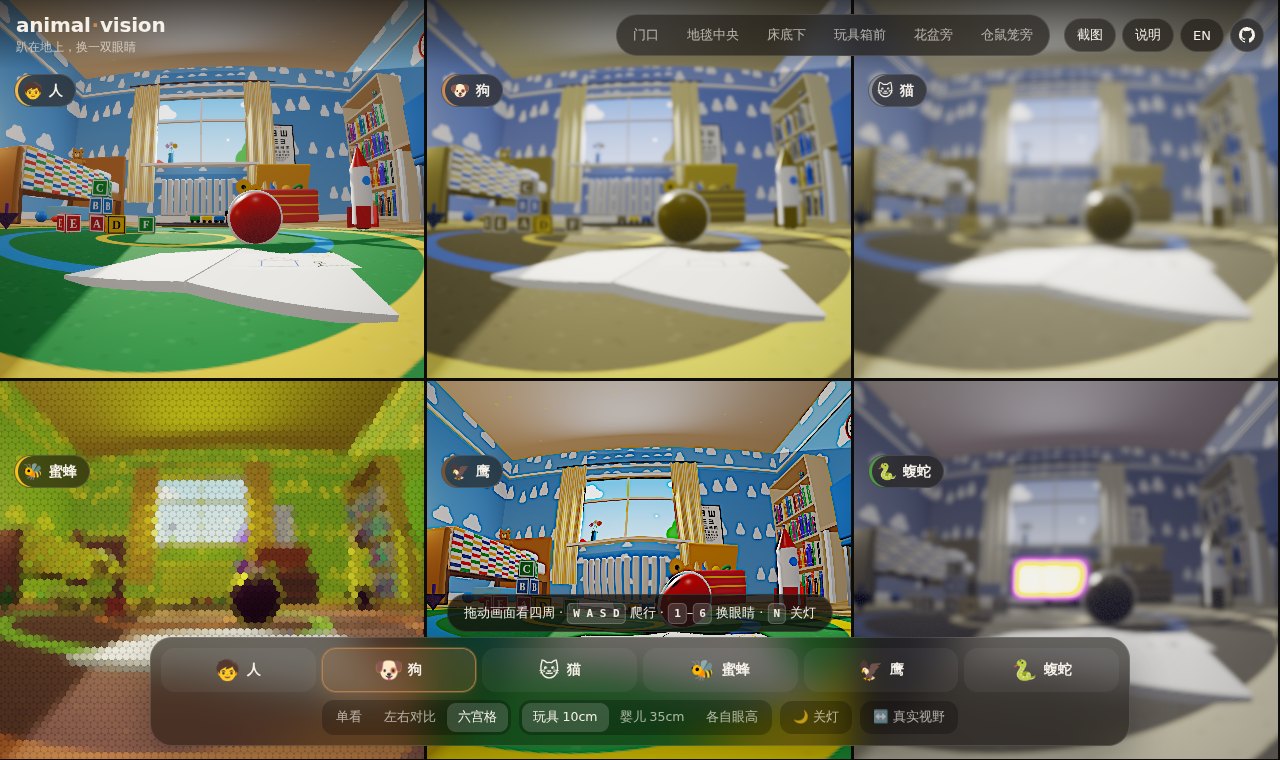 animal·vision
趴在地上，换一双眼睛
门口 地毯中央 床底下 玩具箱前 花盆旁 仓鼠笼旁 截图 说明 EN
人 狗 猫
C
B B
E A D F
蜜蜂 鹰 蝮蛇
C
B B
拖动画面看四周 · W A S D 爬行 · 1 – 6 换眼睛 · N 关灯
人 狗 猫 蜜蜂 鹰 蝮蛇
单看 左右对比 六宫格 玩具 10cm 婴儿 35cm 各自眼高 关灯 真实视野